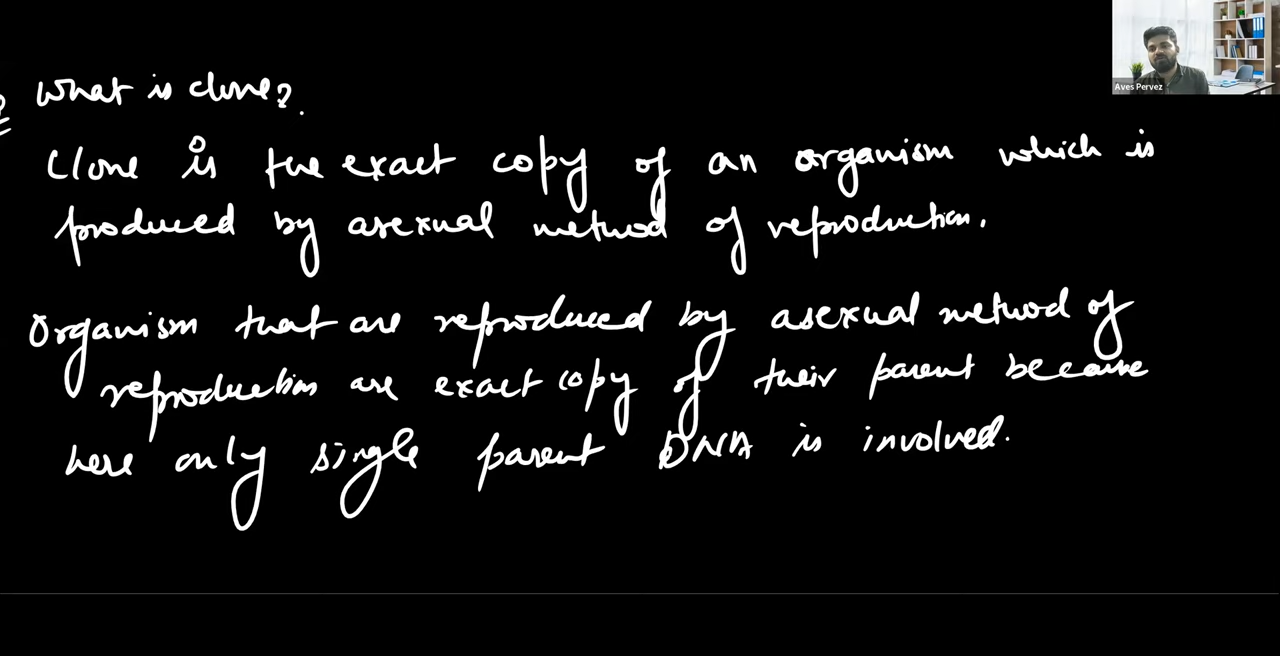 Aves Pervez
What is clone?
Clone is the exact copy of an organism which is
produced by asexual method of reproduction.
Organism that are reproduced by asexual method of
reproduction are exact copy of their parent because
here only single parent DNA is involved.